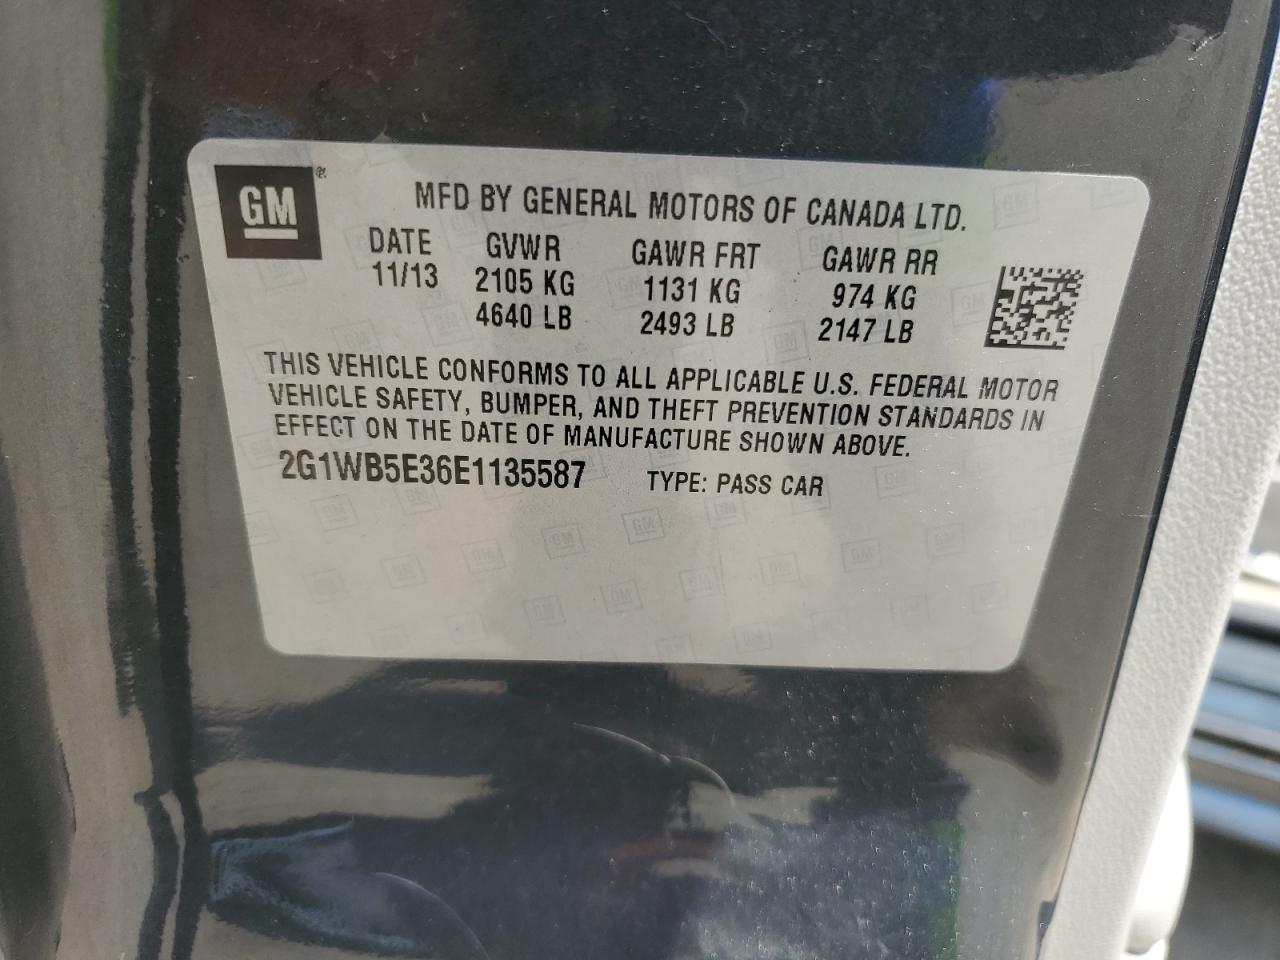 GM
MFD BY GENERAL MOTORS OF CANADA LTD.
DATE GVWR GAWR FRT GAWR RR
11/13 2105 KG 1131 KG 974 KG
4640 LB 2493 LB 2147 LB
THIS VEHICLE CONFORMS TO ALL APPLICABLE U.S. FEDERAL MOTOR
VEHICLE SAFETY, BUMPER, AND THEFT PREVENTION STANDARDS IN
EFFECT ON THE DATE OF MANUFACTURE SHOWN ABOVE.
2G1WB5E36E1135587 TYPE: PASS CAR